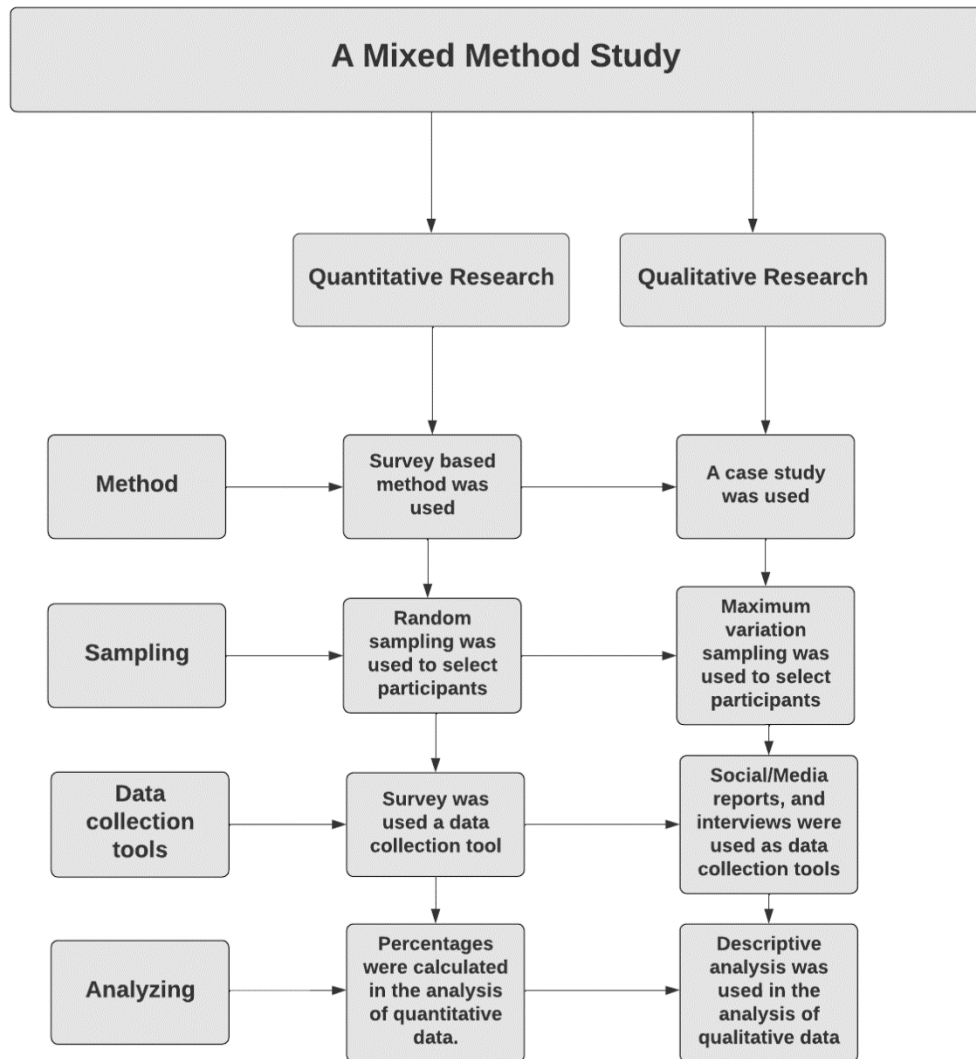 A Mixed Method Study
Quantitative Research
Qualitative Research
Method
Survey based
method was
used
A case study
was used
Sampling
Random
sampling was
used to select
participants
Maximum
variation
sampling was
used to select
participants
Data
collection
tools
Survey was
used a data
collection tool
Social/Media
reports, and
interviews were
used as data
collection tools
Analyzing
Percentages
were calculated
in the analysis
of quantitative
data.
Descriptive
analysis was
used in the
analysis of
qualitative data